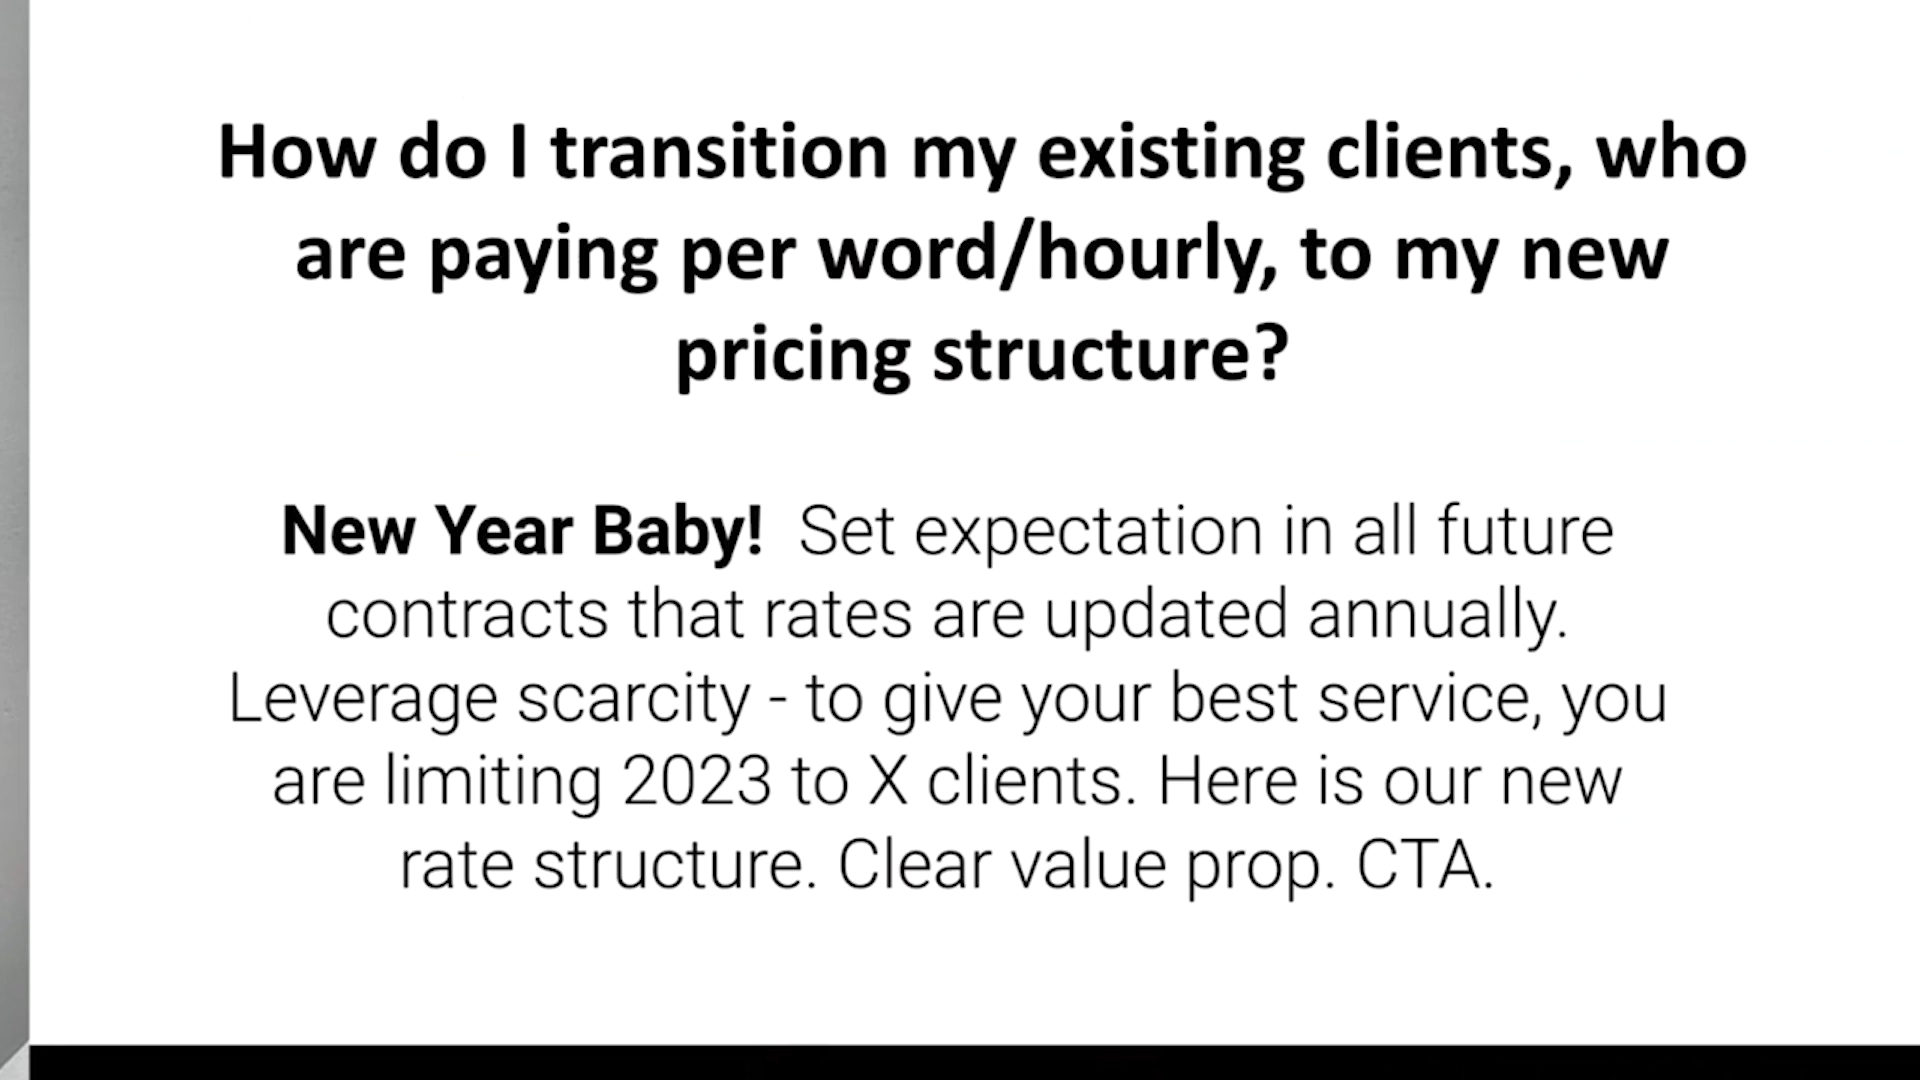 How do I transition my existing clients, who
are paying per word/hourly, to my new
pricing structure?
New Year Baby! Set expectation in all future
contracts that rates are updated annually.
Leverage scarcity - to give your best service, you
are limiting 2023 to X clients. Here is our new
rate structure. Clear value prop. CTA.